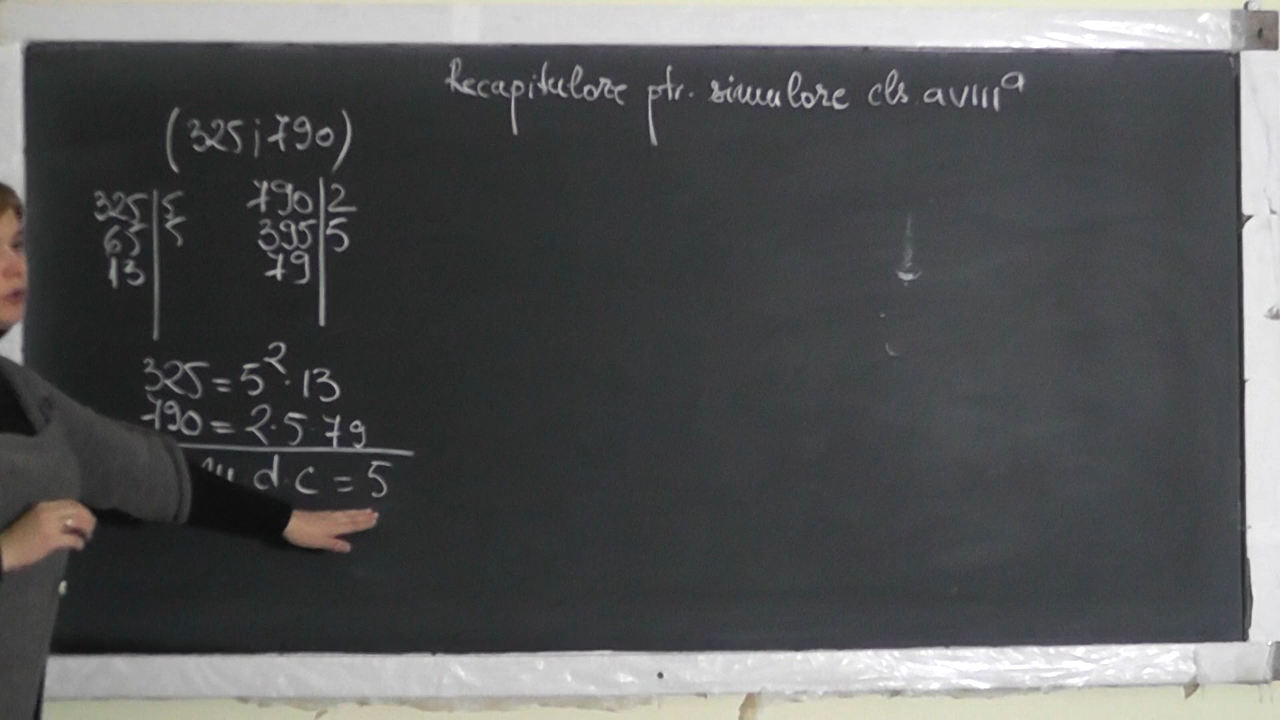 Recapitulare ptr. simulare cls. a VIII a
(325; 790)
325 | 5 790 | 2
65 | 5 395 | 5
13 79
325 = 5² · 13
790 = 2 · 5 · 79
d.c = 5